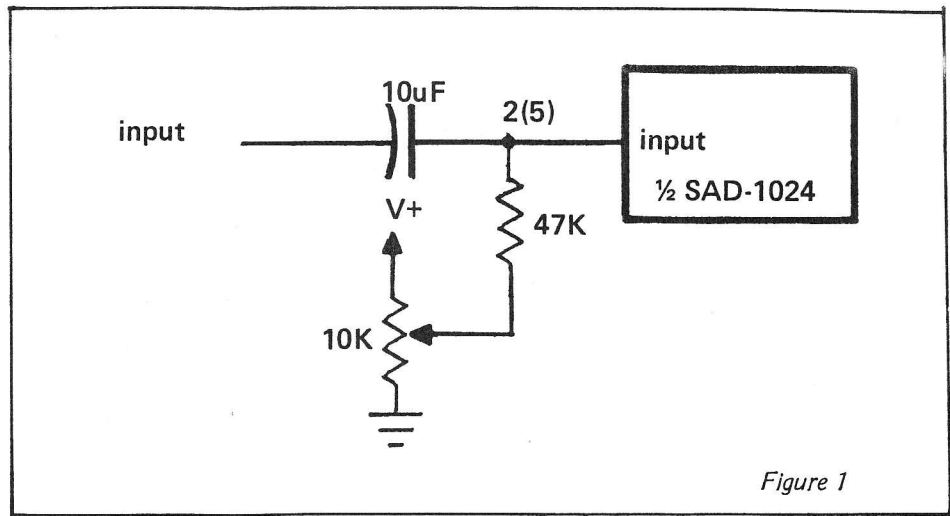 10uF
input
2(5)
input
½ SAD-1024
V+
47K
10K
Figure 1